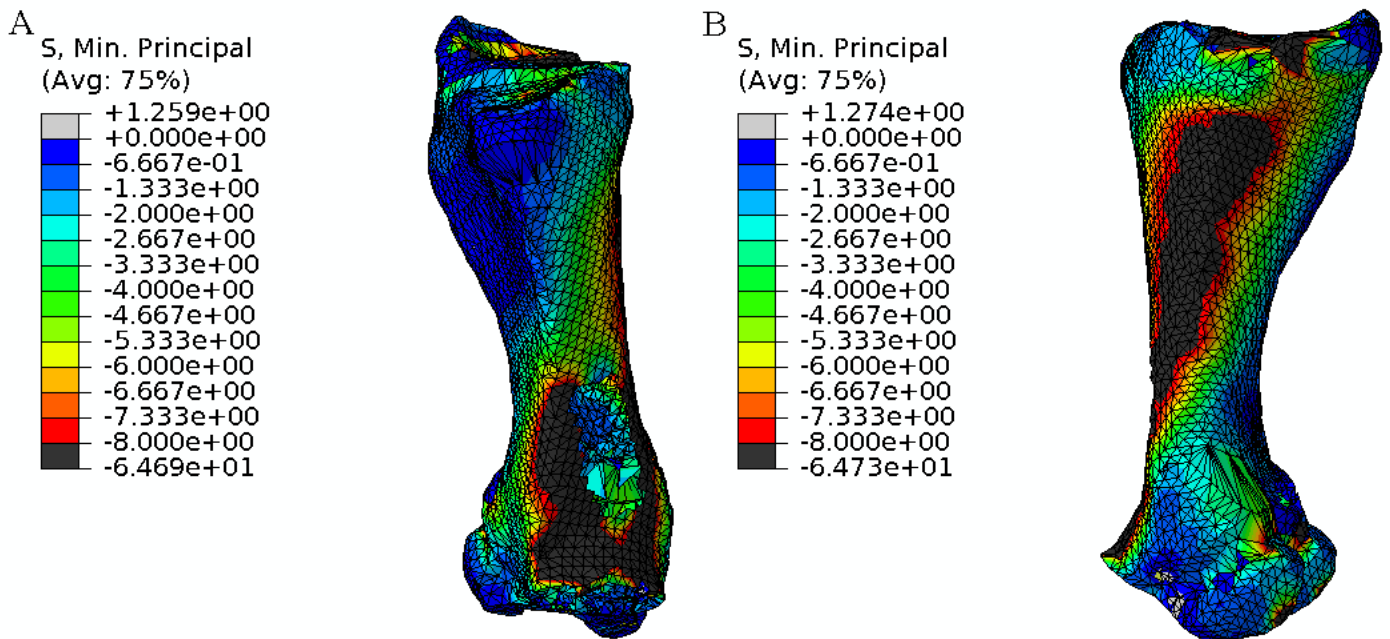 A
S, Min. Principal
(Avg: 75%)
+1.259e+00
+0.000e+00
-6.667e-01
-1.333e+00
-2.000e+00
-2.667e+00
-3.333e+00
-4.000e+00
-4.667e+00
-5.333e+00
-6.000e+00
-6.667e+00
-7.333e+00
-8.000e+00
-6.469e+01
B
S, Min. Principal
(Avg: 75%)
+1.274e+00
+0.000e+00
-6.667e-01
-1.333e+00
-2.000e+00
-2.667e+00
-3.333e+00
-4.000e+00
-4.667e+00
-5.333e+00
-6.000e+00
-6.667e+00
-7.333e+00
-8.000e+00
-6.473e+01